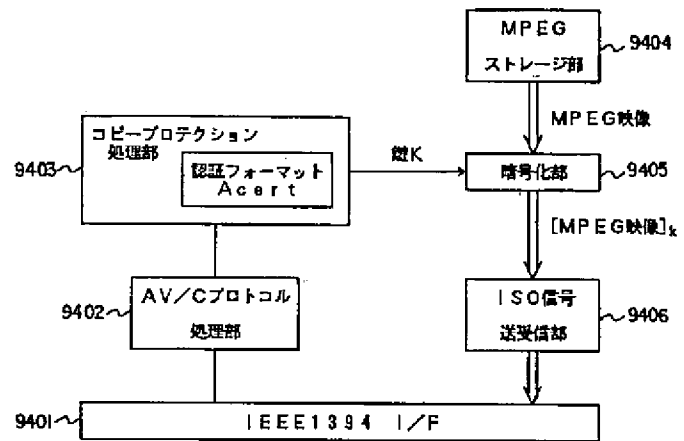 MPEG
ストレージ部
9404
MPEG映像
コピープロテクション
処理部
認証フォーマット
Acert
9403
鍵K
暗号化部
9405
[MPEG映像]k
AV/Cプロトコル
処理部
9402
ISO信号
送受信部
9406
9401
IEEE1394 I/F